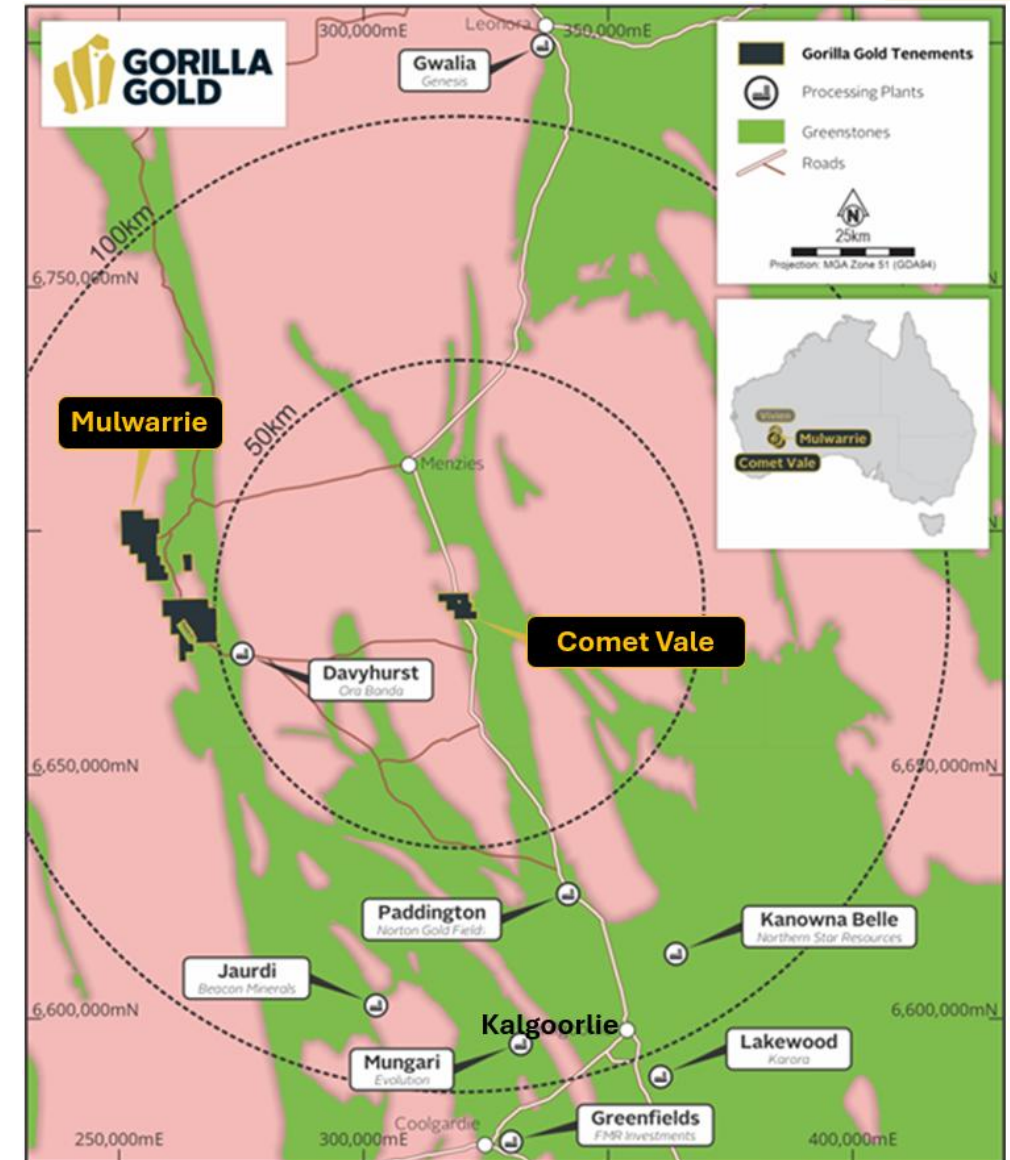 GORILLA
GOLD
300,000mE
Leonora
350,000mE
Gwalia
Genesis
Gorilla Gold Tenements
Processing Plants
Greenstones
Roads
N
25km
Projection: MGA Zone 51 (GDA94)
100km
6,750,000mN
N
Vivien
Mulwarrie
Comet Vale
Mulwarrie
50km
Menzies
N
Comet Vale
Davyhurst
Ora Banda
6,650,000mN
6,650,000mN
Paddington
Norton Gold Fields
Kanowna Belle
Northern Star Resources
Jaurdi
Beacon Minerals
6,600,000mN
6,600,000mN
Kalgoorlie
Mungari
Evolution
Lakewood
Karora
Coolgardie
Greenfields
FMR Investments
250,000mE
300,000mE
400,000mE